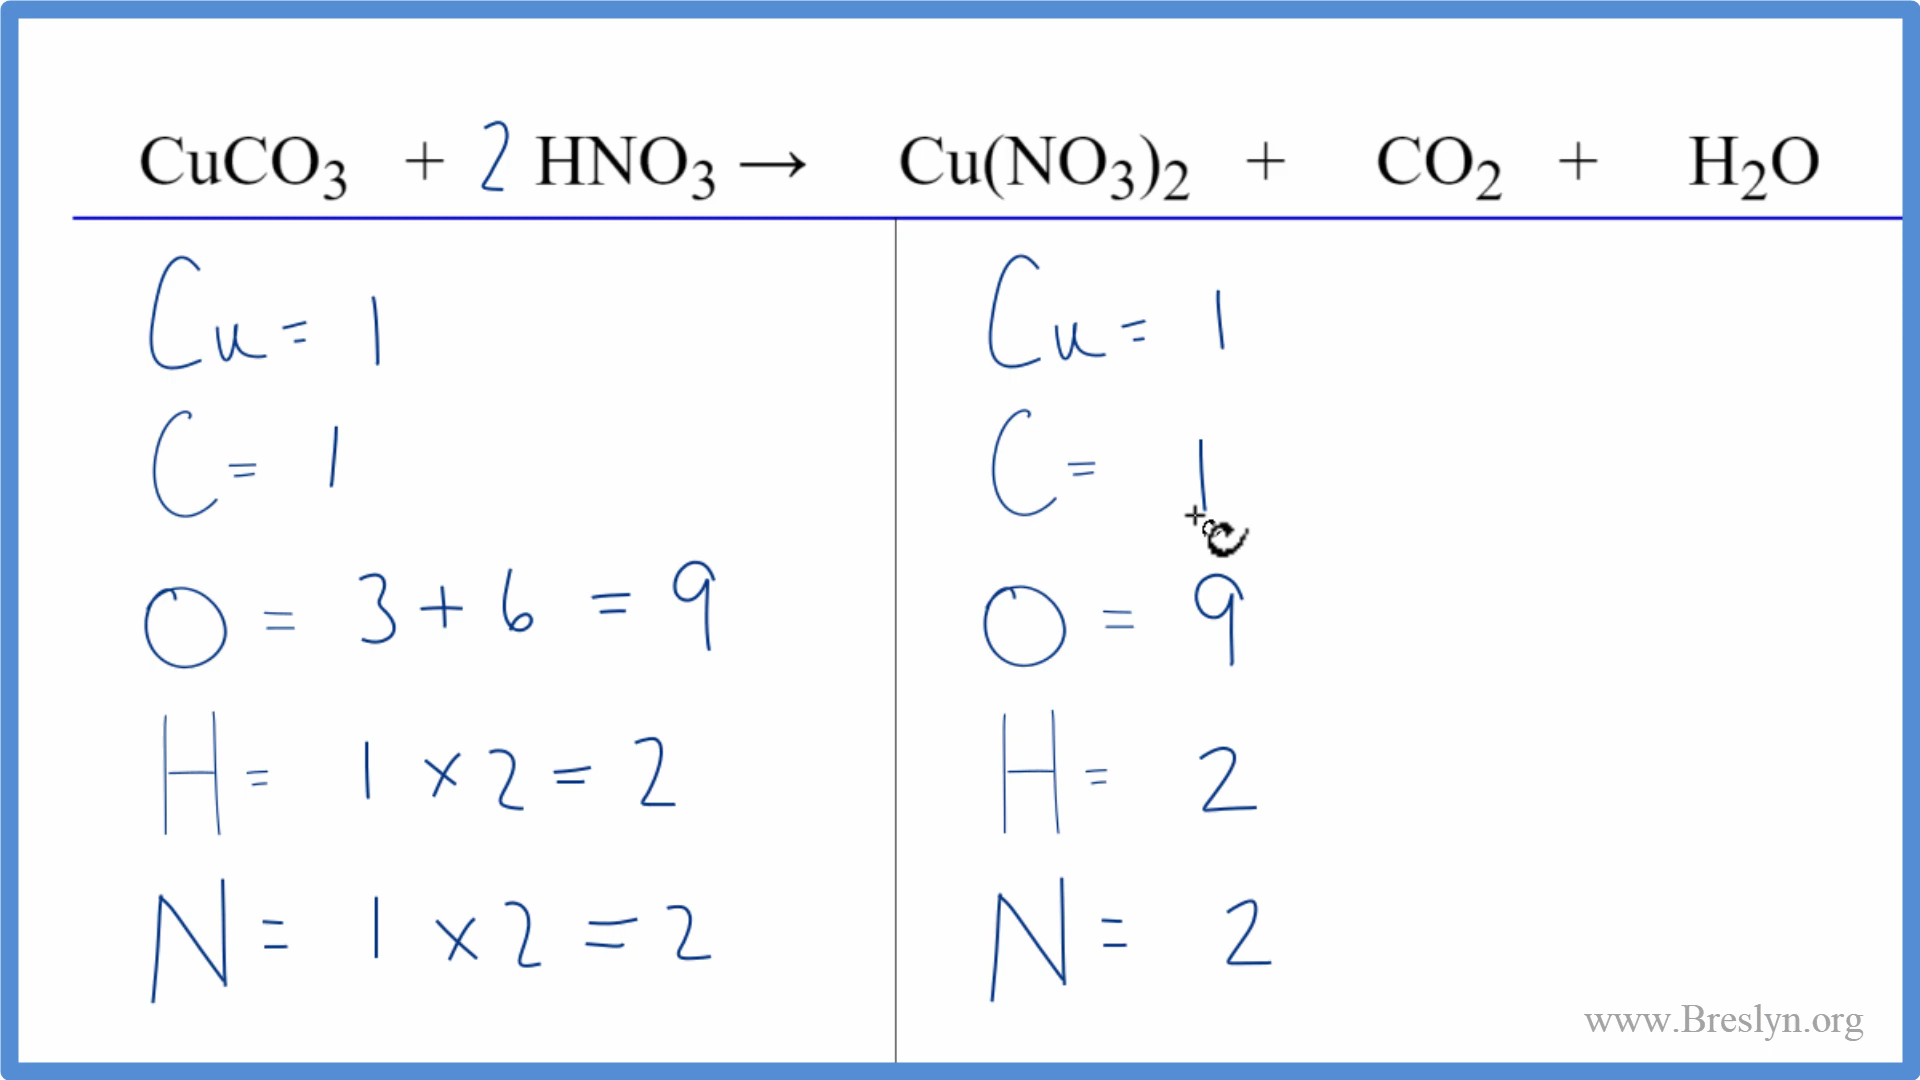 CuCO₃ + 2 HNO₃ → Cu(NO₃)₂ + CO₂ + H₂O
Cu = 1
C = 1
O = 3 + 6 = 9
H = 1 × 2 = 2
N = 1 × 2 = 2
Cu = 1
C = 1
O = 9
H = 2
N = 2
www.Breslyn.org